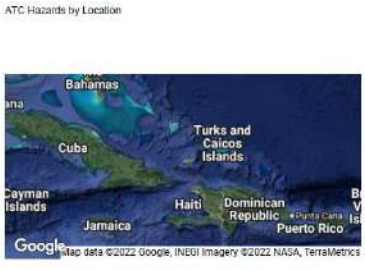 ATC Hazards by Location
Bahamas
ana
Turks and
Caicos
Islands
Cuba
Cayman
Islands
Haiti
Dominican
Republic
Punta Cana
Puerto Rico
Jamaica
Google
Map data ©2022 Google, INEGI Imagery ©2022 NASA, TerraMetrics